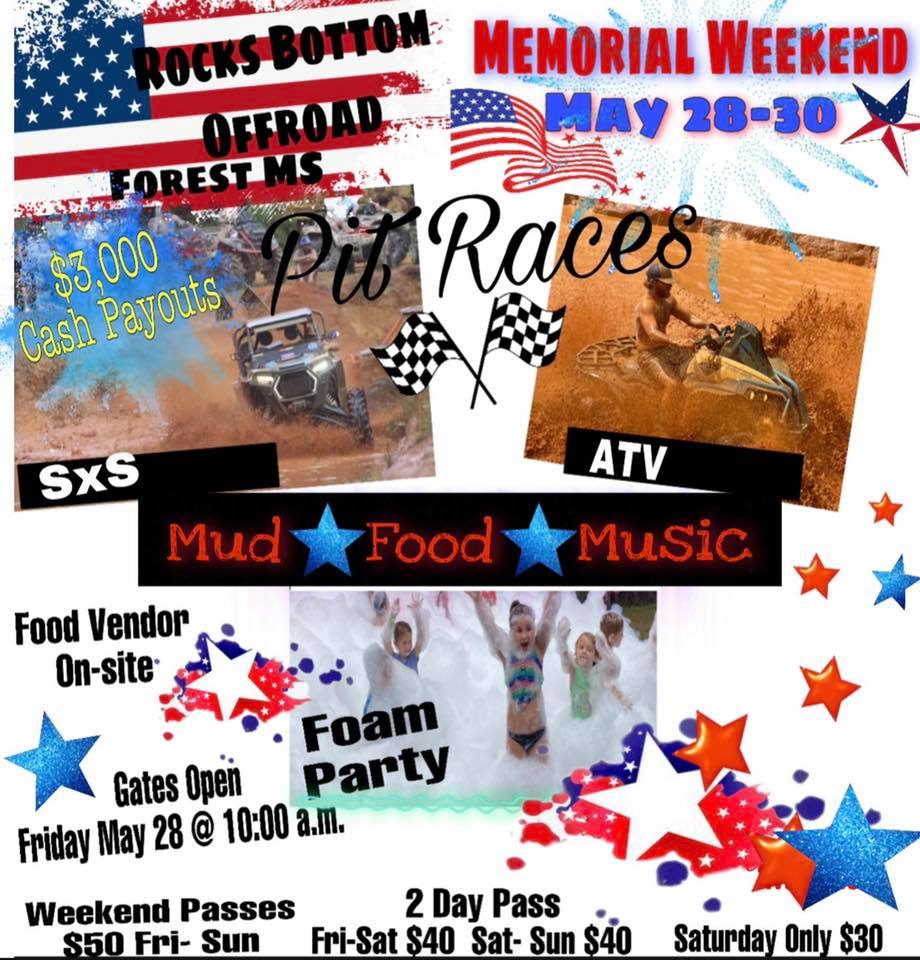 Rocks Bottom
Offroad
Forest MS
Memorial Weekend
May 28-30
Pit Races
$3,000
Cash Payouts
SxS
ATV
Mud Food Music
Food Vendor
On-site
Foam
Party
Gates Open
Friday May 28 @ 10:00 a.m.
Weekend Passes
$50 Fri- Sun
2 Day Pass
Fri-Sat $40 Sat- Sun $40
Saturday Only $30